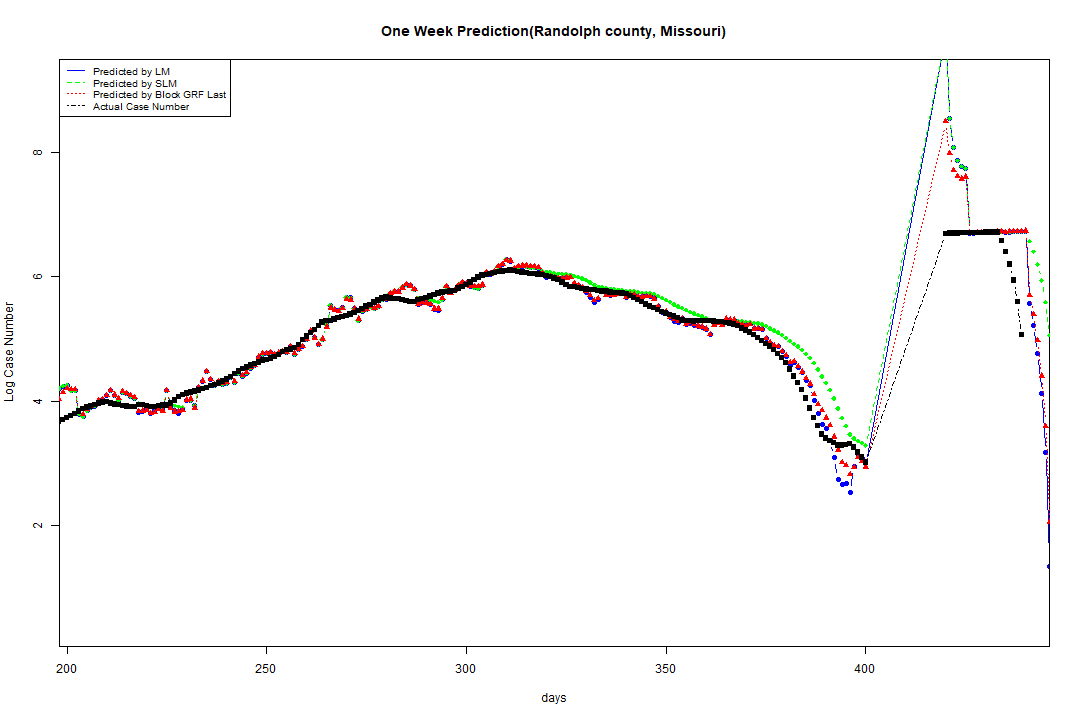 One Week Prediction(Randolph county, Missouri)
Predicted by LM
Predicted by SLM
Predicted by Block GRF Last
Actual Case Number
8
6
4
2
Log Case Number
200 250 300 350 400
days